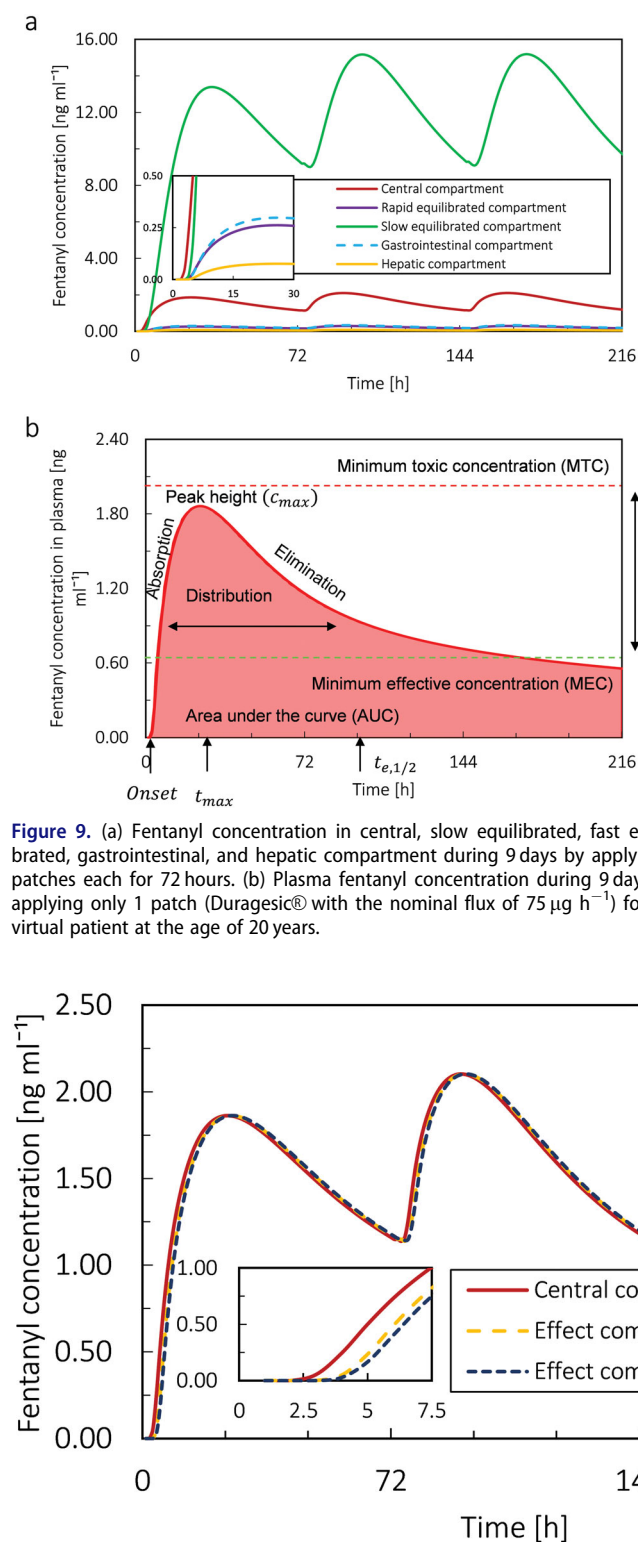 a
16.00
12.00
8.00
4.00
0.00
Fentanyl concentration [ng ml⁻¹]
0.50
0.25
0.00
0 15 30
Central compartment
Rapid equilibrated compartment
Slow equilibrated compartment
Gastrointestinal compartment
Hepatic compartment
0 72 144 216
Time [h]
b
2.40
1.80
1.20
0.60
0.00
Fentanyl concentration in plasma [ng
ml⁻¹]
Minimum toxic concentration (MTC)
Peak height (c_max)
Absorption
Elimination
Distribution
Minimum effective concentration (MEC)
Area under the curve (AUC)
0 72 144 216
Time [h]
Onset t_max t_e,1/2
Figure 9. (a) Fentanyl concentration in central, slow equilibrated, fast e
brated, gastrointestinal, and hepatic compartment during 9 days by apply
patches each for 72 hours. (b) Plasma fentanyl concentration during 9 day
applying only 1 patch (Duragesic® with the nominal flux of 75 μg h⁻¹) fo
virtual patient at the age of 20 years.
2.50
2.00
1.50
1.00
0.50
0.00
Fentanyl concentration [ng ml⁻¹]
1.00
0.50
0.00
0 2.5 5 7.5
Central co
Effect com
Effect com
0 72 14
Time [h]